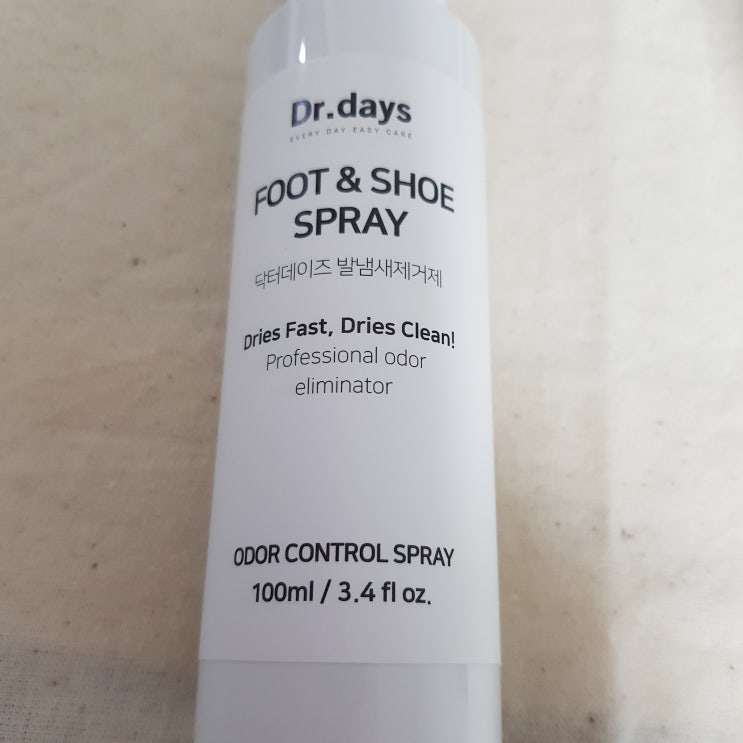 Dr.days
EVERY DAY EASY CARE
FOOT & SHOE
SPRAY
닥터데이즈 발냄새제거제
Dries Fast, Dries Clean!
Professional odor
eliminator
ODOR CONTROL SPRAY
100ml / 3.4 fl oz.